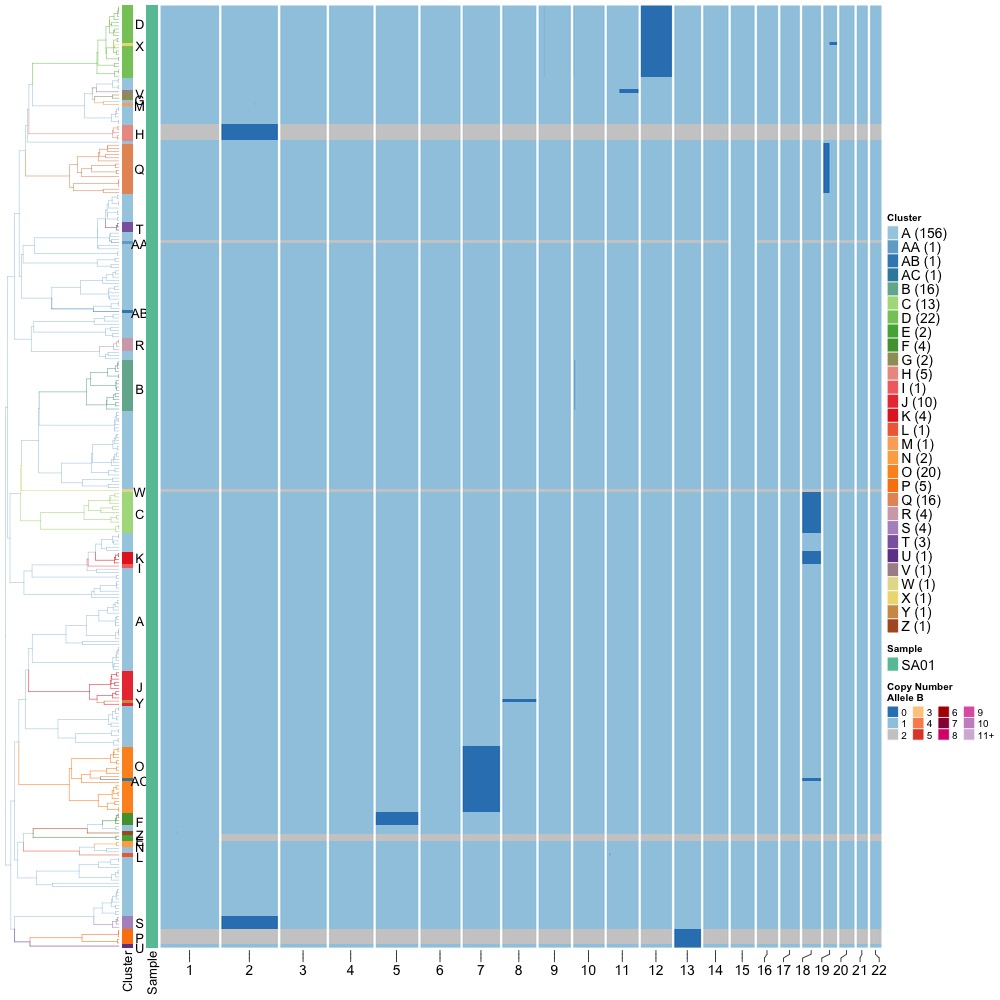 D
X
V
G
M
H
Q
T
AA
AB
R
B
W
C
K
I
A
J
Y
O
AC
F
Z
E
N
L
S
P
U
Cluster
Sample
1 2 3 4 5 6 7 8 9 10 11 12 13 14 15 16 17 18 19 20 21 22
Cluster
A (156)
AA (1)
AB (1)
AC (1)
B (16)
C (13)
D (22)
E (2)
F (4)
G (2)
H (5)
I (1)
J (10)
K (4)
L (1)
M (1)
N (2)
O (20)
P (5)
Q (16)
R (4)
S (4)
T (3)
U (1)
V (1)
W (1)
X (1)
Y (1)
Z (1)
Sample
SA01
Copy Number
Allele B
0 3 6 9
1 4 7 10
2 5 8 11+